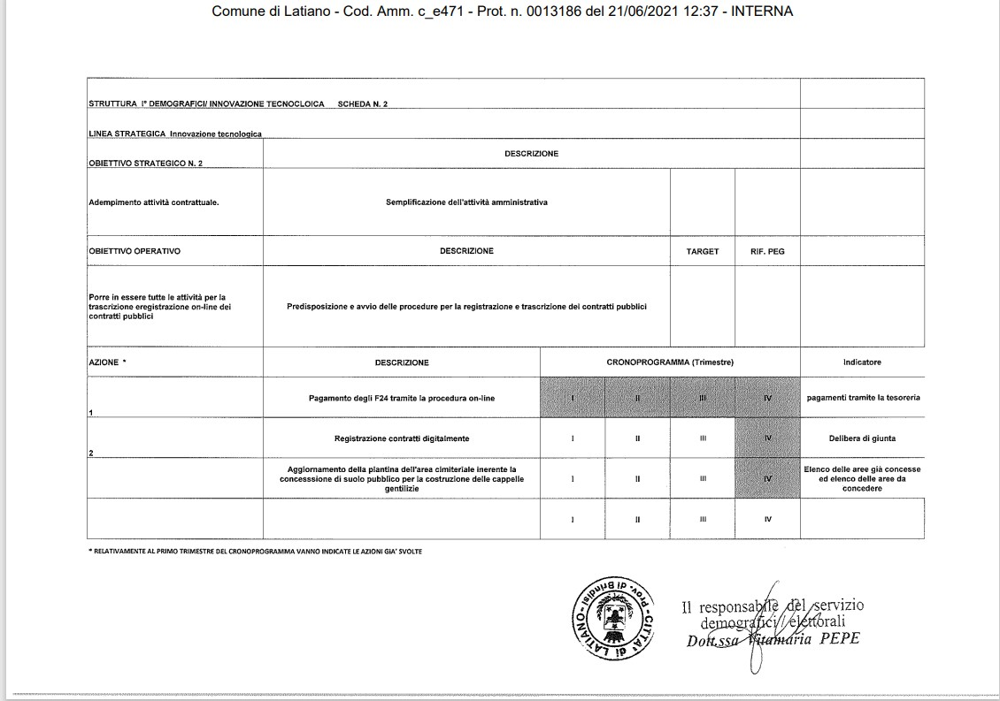 Comune di Latiano - Cod. Amm. c_e471 - Prot. n. 0013186 del 21/06/2021 12:37 - INTERNA
STRUTTURA I° DEMOGRAFICI/ INNOVAZIONE TECNOCLOICA SCHEDA N. 2
LINEA STRATEGICA Innovazione tecnologica
OBIETTIVO STRATEGICO N. 2
DESCRIZIONE
Adempimento attività contrattuale.
Semplificazione dell'attività amministrativa
OBIETTIVO OPERATIVO
DESCRIZIONE
TARGET
RIF. PEG
Porre in essere tutte le attività per la
trascrizione eregistrazione on-line dei
contratti pubblici
Predisposizione e avvio delle procedure per la registrazione e trascrizione dei contratti pubblici
AZIONE *
DESCRIZIONE
CRONOPROGRAMMA (Trimestre)
Indicatore
1
Pagamento degli F24 tramite la procedura on-line
I
II
III
IV
pagamenti tramite la tesoreria
2
Registrazione contratti digitalmente
I
II
III
IV
Delibera di giunta
Aggiornamento della plantina dell'area cimiteriale inerente la
concesssione di suolo pubblico per la costruzione delle cappelle
gentilizie
I
II
III
IV
Elenco delle aree già concesse
ed elenco delle aree da
concedere
I
II
III
IV
* RELATIVAMENTE AL PRIMO TRIMESTRE DEL CRONOPROGRAMMA VANNO INDICATE LE AZIONI GIA' SVOLTE
CITTA' di LATIANO
Prov. di Brindisi
Il responsabile del servizio
demografici/elettorali
Dott.ssa Vitamaria PEPE